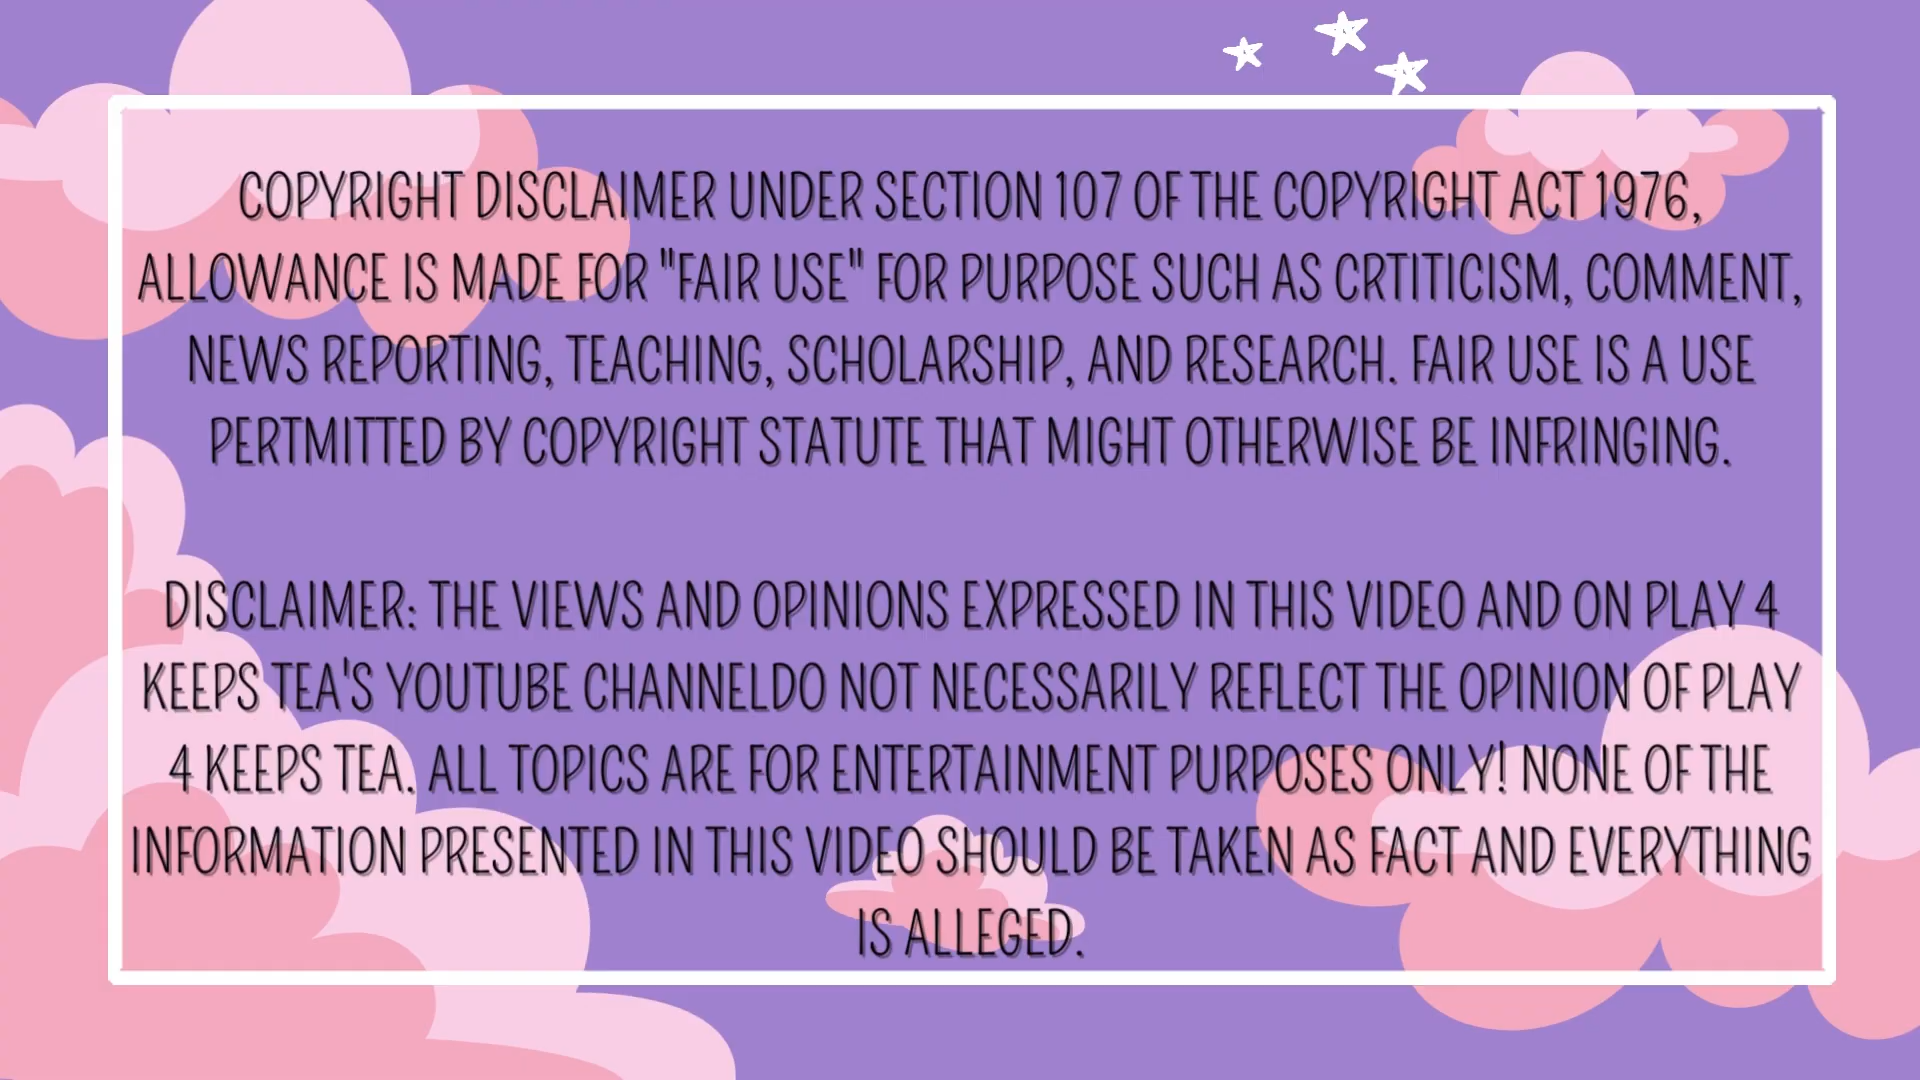 COPYRIGHT DISCLAIMER UNDER SECTION 107 OF THE COPYRIGHT ACT 1976,
ALLOWANCE IS MADE FOR "FAIR USE" FOR PURPOSE SUCH AS CRTITICISM, COMMENT,
NEWS REPORTING, TEACHING, SCHOLARSHIP, AND RESEARCH. FAIR USE IS A USE
PERTMITTED BY COPYRIGHT STATUTE THAT MIGHT OTHERWISE BE INFRINGING.
DISCLAIMER: THE VIEWS AND OPINIONS EXPRESSED IN THIS VIDEO AND ON PLAY 4
KEEPS TEA'S YOUTUBE CHANNELDO NOT NECESSARILY REFLECT THE OPINION OF PLAY
4 KEEPS TEA. ALL TOPICS ARE FOR ENTERTAINMENT PURPOSES ONLY! NONE OF THE
INFORMATION PRESENTED IN THIS VIDEO SHOULD BE TAKEN AS FACT AND EVERYTHING
IS ALLEGED.